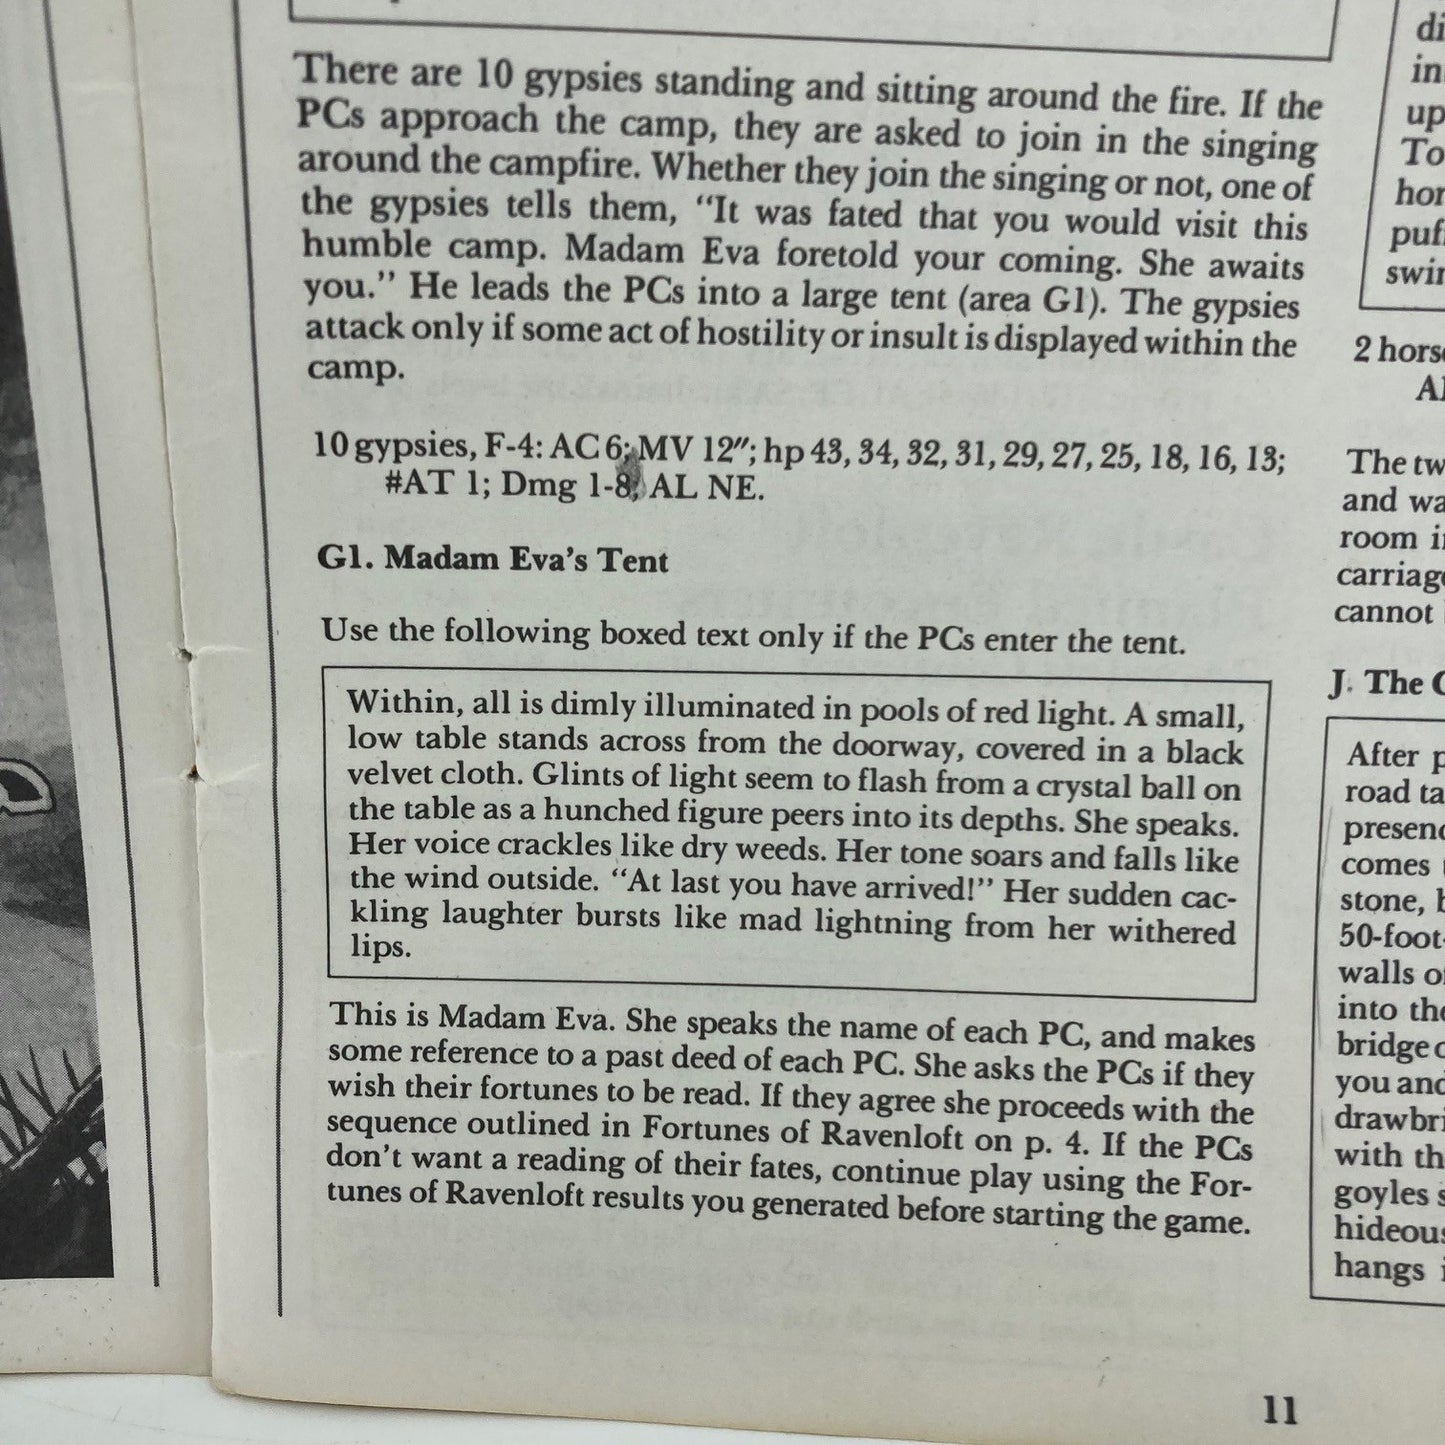 There are 10 gypsies standing and sitting around the fire. If the
PCs approach the camp, they are asked to join in the singing
around the campfire. Whether they join the singing or not, one of
the gypsies tells them, “It was fated that you would visit this
humble camp. Madam Eva foretold your coming. She awaits
you.” He leads the PCs into a large tent (area G1). The gypsies
attack only if some act of hostility or insult is displayed within the
camp.
10 gypsies, F-4: AC 6; MV 12″; hp 43, 34, 32, 31, 29, 27, 25, 18, 16, 13;
#AT 1; Dmg 1-8; AL NE.
G1. Madam Eva’s Tent
Use the following boxed text only if the PCs enter the tent.
Within, all is dimly illuminated in pools of red light. A small,
low table stands across from the doorway, covered in a black
velvet cloth. Glints of light seem to flash from a crystal ball on
the table as a hunched figure peers into its depths. She speaks.
Her voice crackles like dry weeds. Her tone soars and falls like
the wind outside. “At last you have arrived!” Her sudden cac-
kling laughter bursts like mad lightning from her withered
lips.
This is Madam Eva. She speaks the name of each PC, and makes
some reference to a past deed of each PC. She asks the PCs if they
wish their fortunes to be read. If they agree she proceeds with the
sequence outlined in Fortunes of Ravenloft on p. 4. If the PCs
don’t want a reading of their fates, continue play using the For-
tunes of Ravenloft results you generated before starting the game.
up
To
2
The
and
room
cannot
J. The
After
road
comes
stone,
50-foot-
walls
into
bridge
you and
with
hangs
11